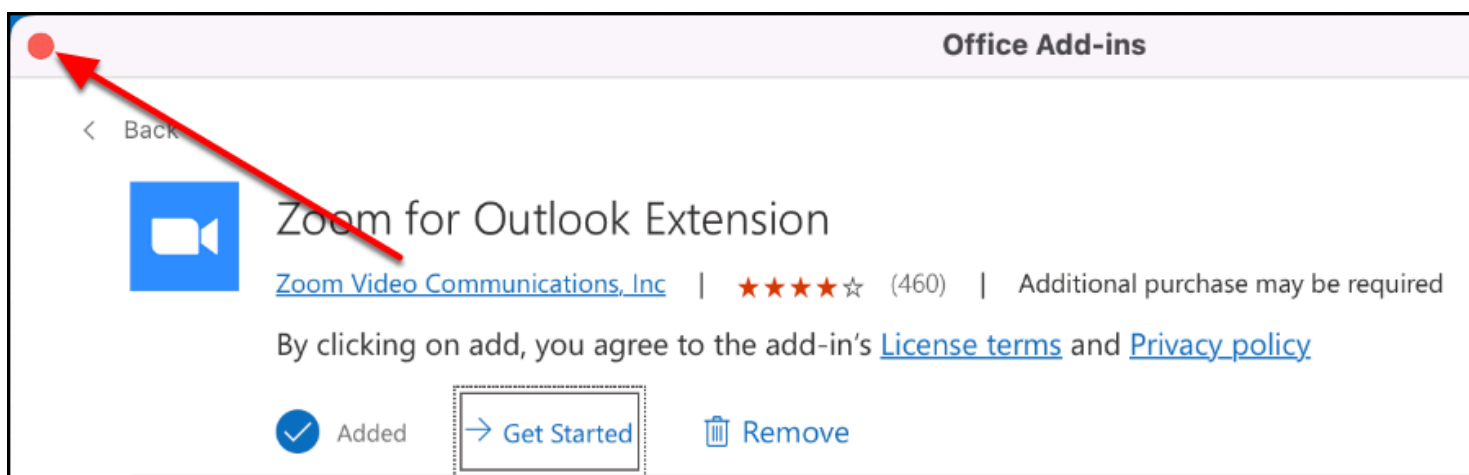 Office Add-ins
Back
Zoom for Outlook Extension
Zoom Video Communications, Inc | ★★★★☆ (460) | Additional purchase may be required
By clicking on add, you agree to the add-in's License terms and Privacy policy
Added → Get Started Remove